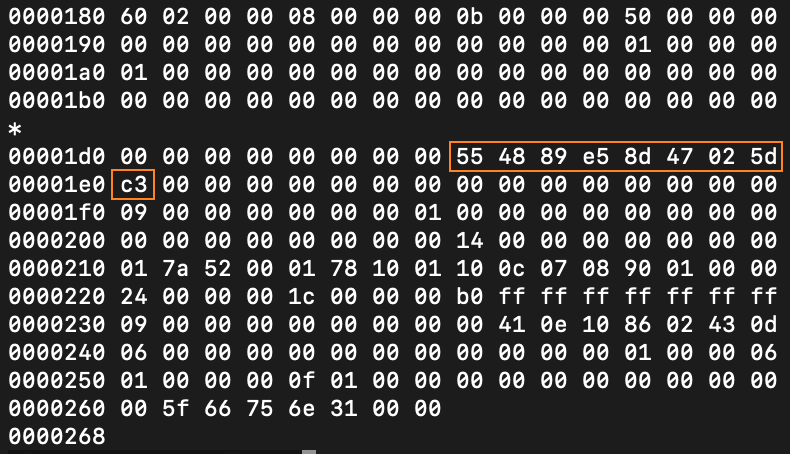 0000180 60 02 00 00 08 00 00 00 0b 00 00 00 50 00 00 00
0000190 00 00 00 00 00 00 00 00 00 00 00 00 01 00 00 00
00001a0 01 00 00 00 00 00 00 00 00 00 00 00 00 00 00 00
00001b0 00 00 00 00 00 00 00 00 00 00 00 00 00 00 00 00
*
00001d0 00 00 00 00 00 00 00 00 55 48 89 e5 8d 47 02 5d
00001e0 c3 00 00 00 00 00 00 00 00 00 00 00 00 00 00 00
00001f0 09 00 00 00 00 00 00 01 00 00 00 00 00 00 00 00
0000200 00 00 00 00 00 00 00 00 14 00 00 00 00 00 00 00
0000210 01 7a 52 00 01 78 10 01 10 0c 07 08 90 01 00 00
0000220 24 00 00 00 1c 00 00 00 b0 ff ff ff ff ff ff ff
0000230 09 00 00 00 00 00 00 00 00 41 0e 10 86 02 43 0d
0000240 06 00 00 00 00 00 00 00 00 00 00 00 01 00 00 06
0000250 01 00 00 00 0f 01 00 00 00 00 00 00 00 00 00 00
0000260 00 5f 66 75 6e 31 00 00
0000268